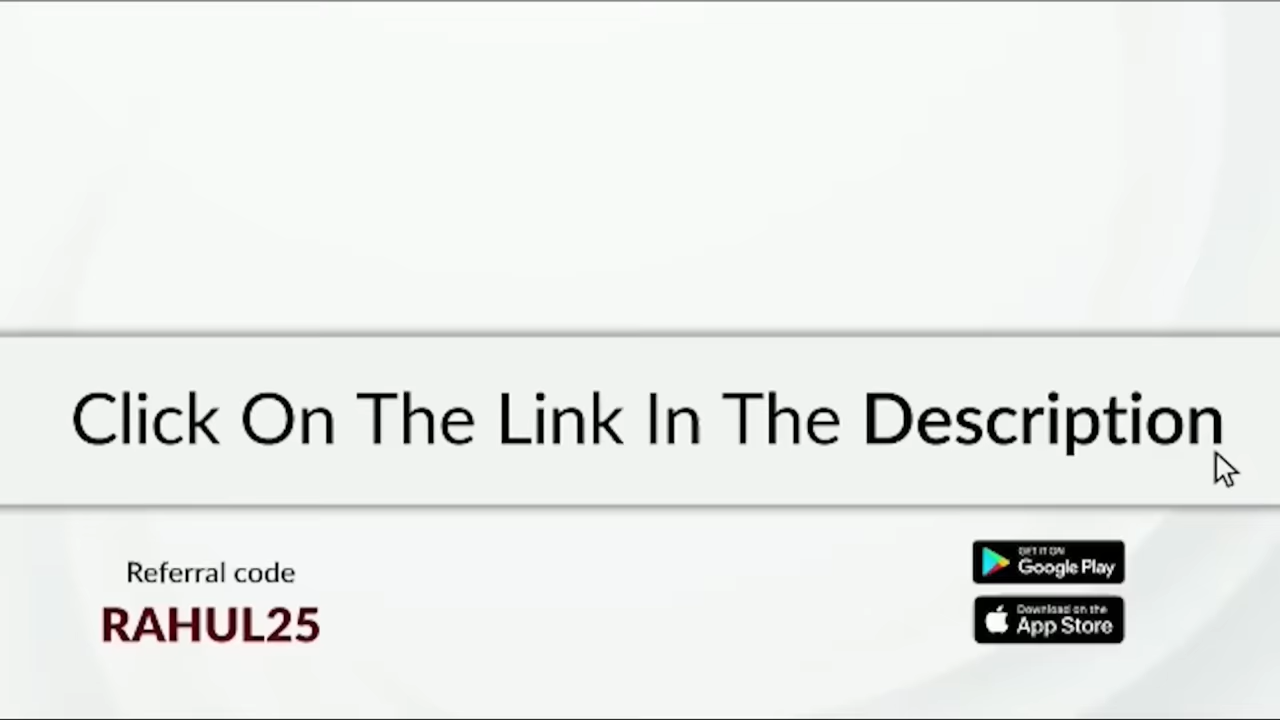 Click On The Link In The Description
Referral code
RAHUL25
GET IT ON
Google Play
Download on the
App Store